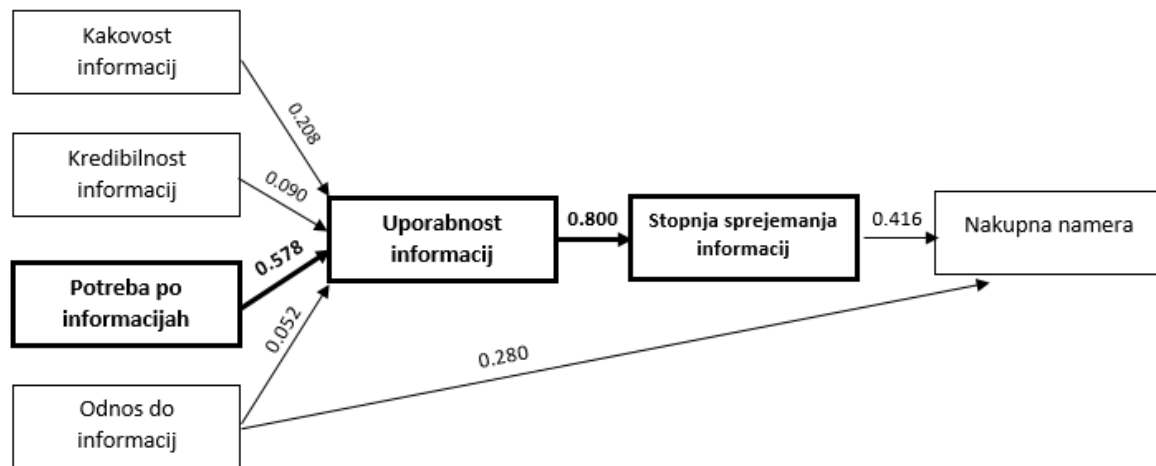 Kakovost
informacij
0.208
Kredibilnost
informacij
0.090
Uporabnost
informacij
0.800
Stopnja sprejemanja
informacij
0.416
Nakupna namera
0.578
Potreba po
informacijah
0.052
0.280
Odnos do
informacij